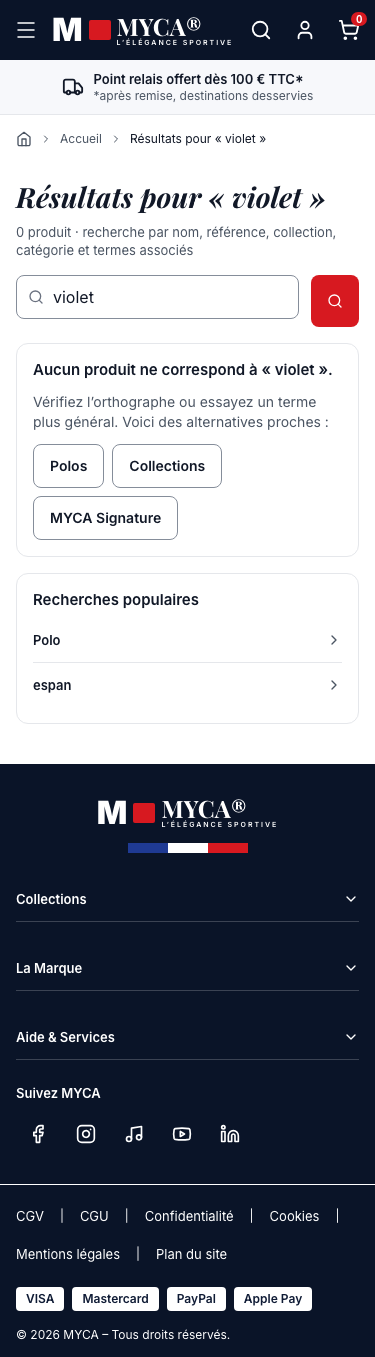 M MYCA®
L'ÉLÉGANCE SPORTIVE
0
Point relais offert dès 100 € TTC*
*après remise, destinations desservies
Accueil > Résultats pour « violet »
Résultats pour « violet »
0 produit · recherche par nom, référence, collection,
catégorie et termes associés
violet
Aucun produit ne correspond à « violet ».
Vérifiez l’orthographe ou essayez un terme
plus général. Voici des alternatives proches :
Polos
Collections
MYCA Signature
Recherches populaires
Polo
espan
M MYCA®
L'ÉLÉGANCE SPORTIVE
Collections
La Marque
Aide & Services
Suivez MYCA
CGV | CGU | Confidentialité | Cookies |
Mentions légales | Plan du site
VISA Mastercard PayPal Apple Pay
© 2026 MYCA – Tous droits réservés.